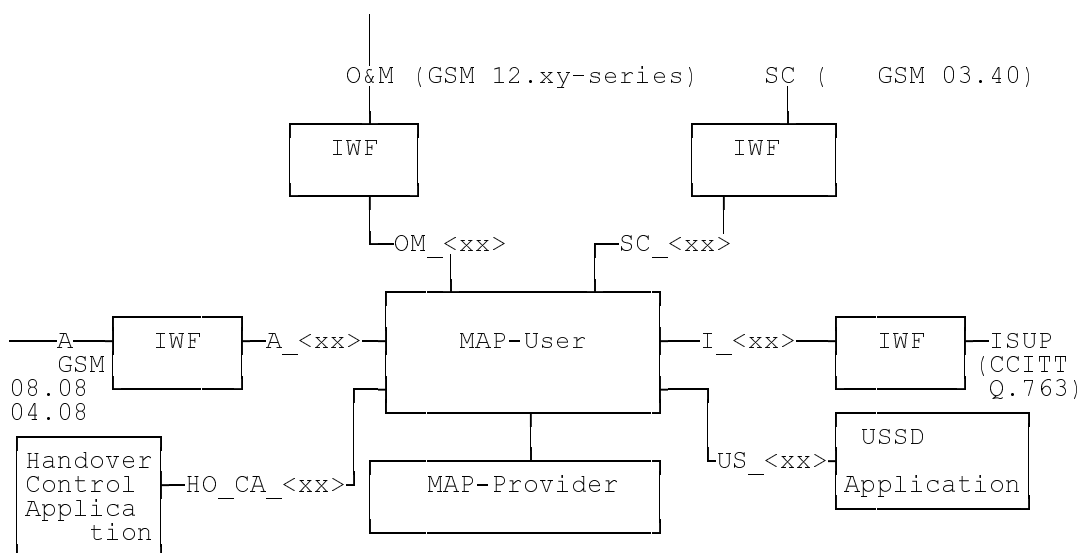 O&M (GSM 12.xy-series)
SC ( GSM 03.40)
IWF
IWF
OM_<xx>
SC_<xx>
A
GSM
08.08
04.08
IWF
A_<xx>
MAP-User
I_<xx>
IWF
ISUP
(CCITT
Q.763)
Handover
Control
Applica
tion
HO_CA_<xx>
MAP-Provider
US_<xx>
USSD
Application